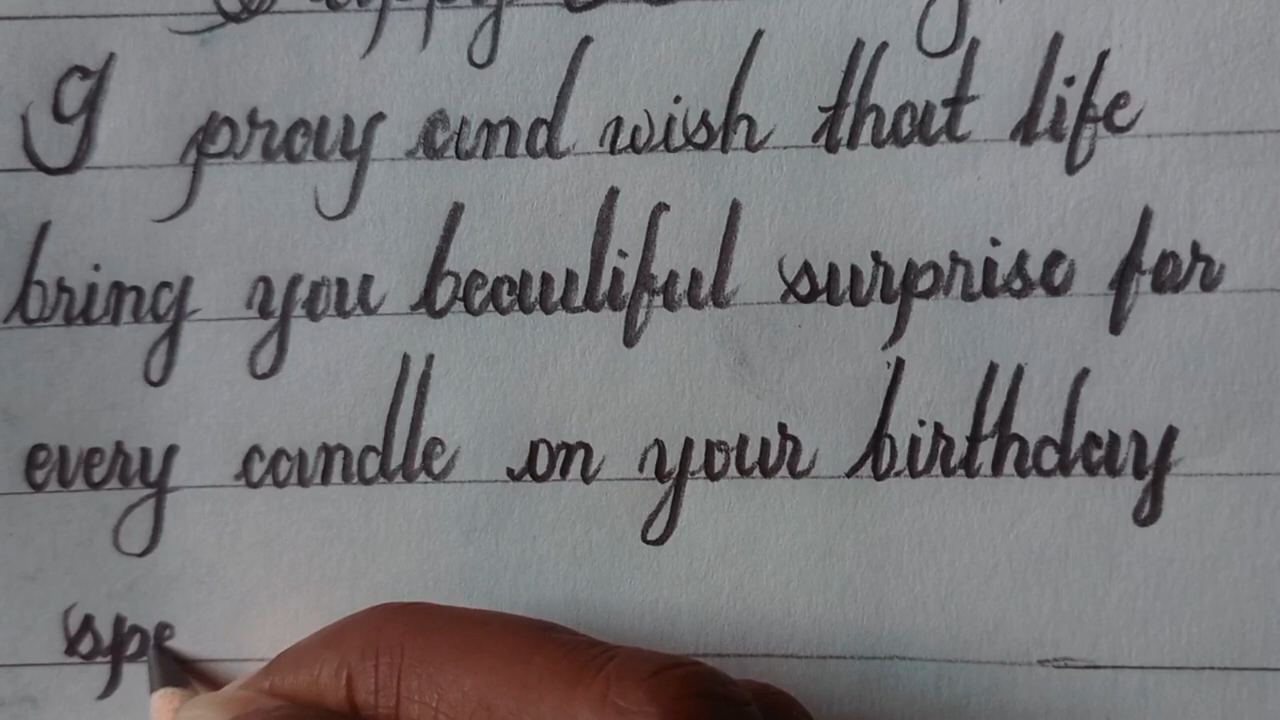 I pray and wish that life
bring you beautiful surprise for
every candle on your birthday
spe